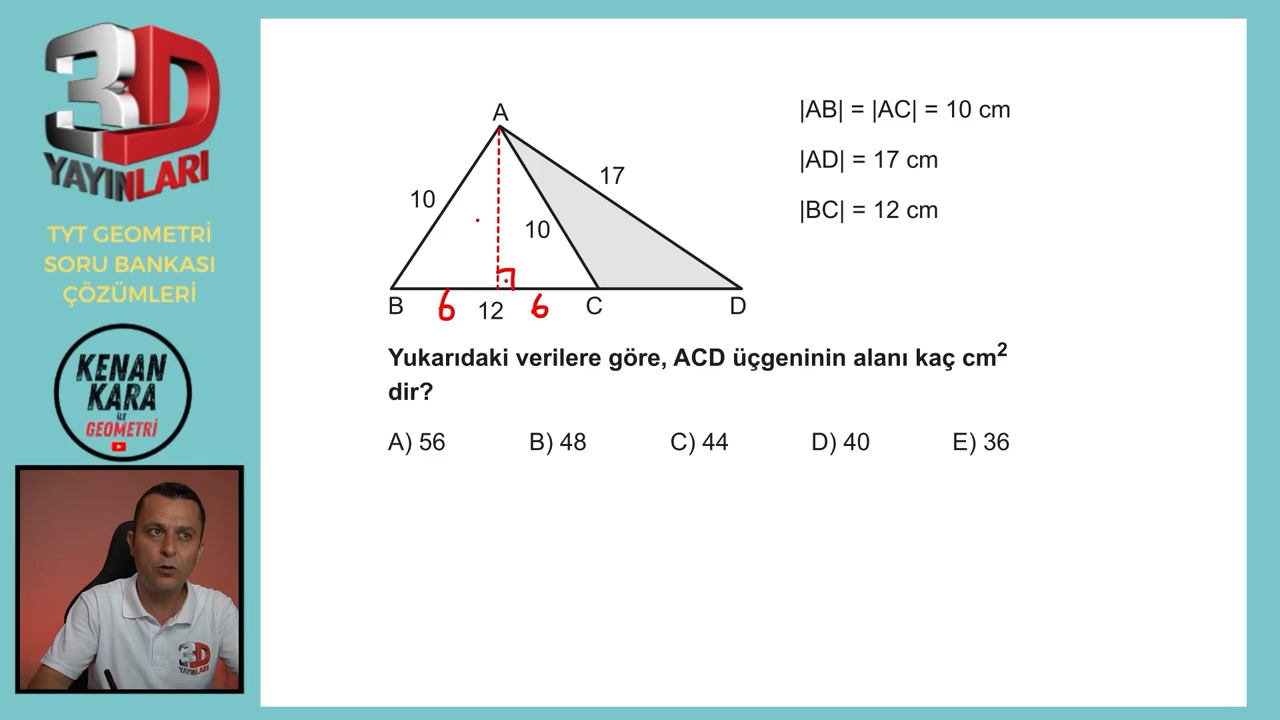 3D
YAYINLARI
TYT GEOMETRİ
SORU BANKASI
ÇÖZÜMLERİ
KENAN
KARA
İLE
GEOMETRİ
3D
YAYINLARI
A
10
10
17
B
6
12
6
C
D
|AB| = |AC| = 10 cm
|AD| = 17 cm
|BC| = 12 cm
Yukarıdaki verilere göre, ACD üçgeninin alanı kaç cm²
dir?
A) 56 B) 48 C) 44 D) 40 E) 36